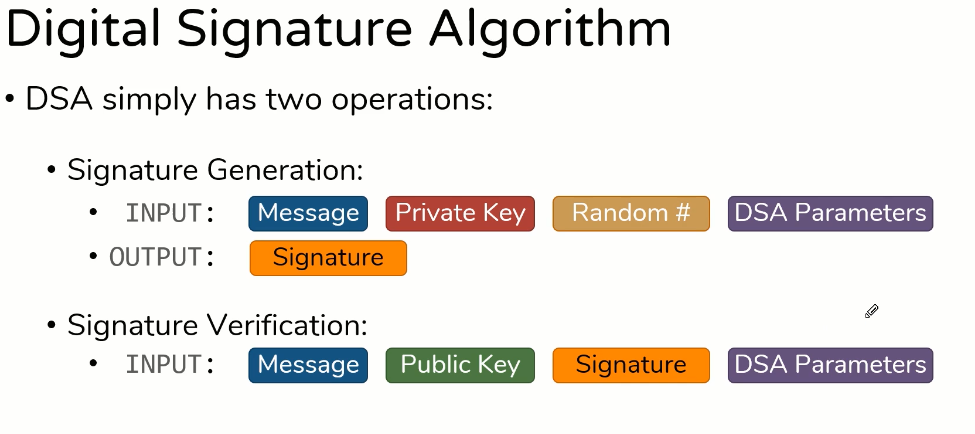 Digital Signature Algorithm
• DSA simply has two operations:
• Signature Generation:
• INPUT: Message Private Key Random # DSA Parameters
• OUTPUT: Signature
• Signature Verification:
• INPUT: Message Public Key Signature DSA Parameters